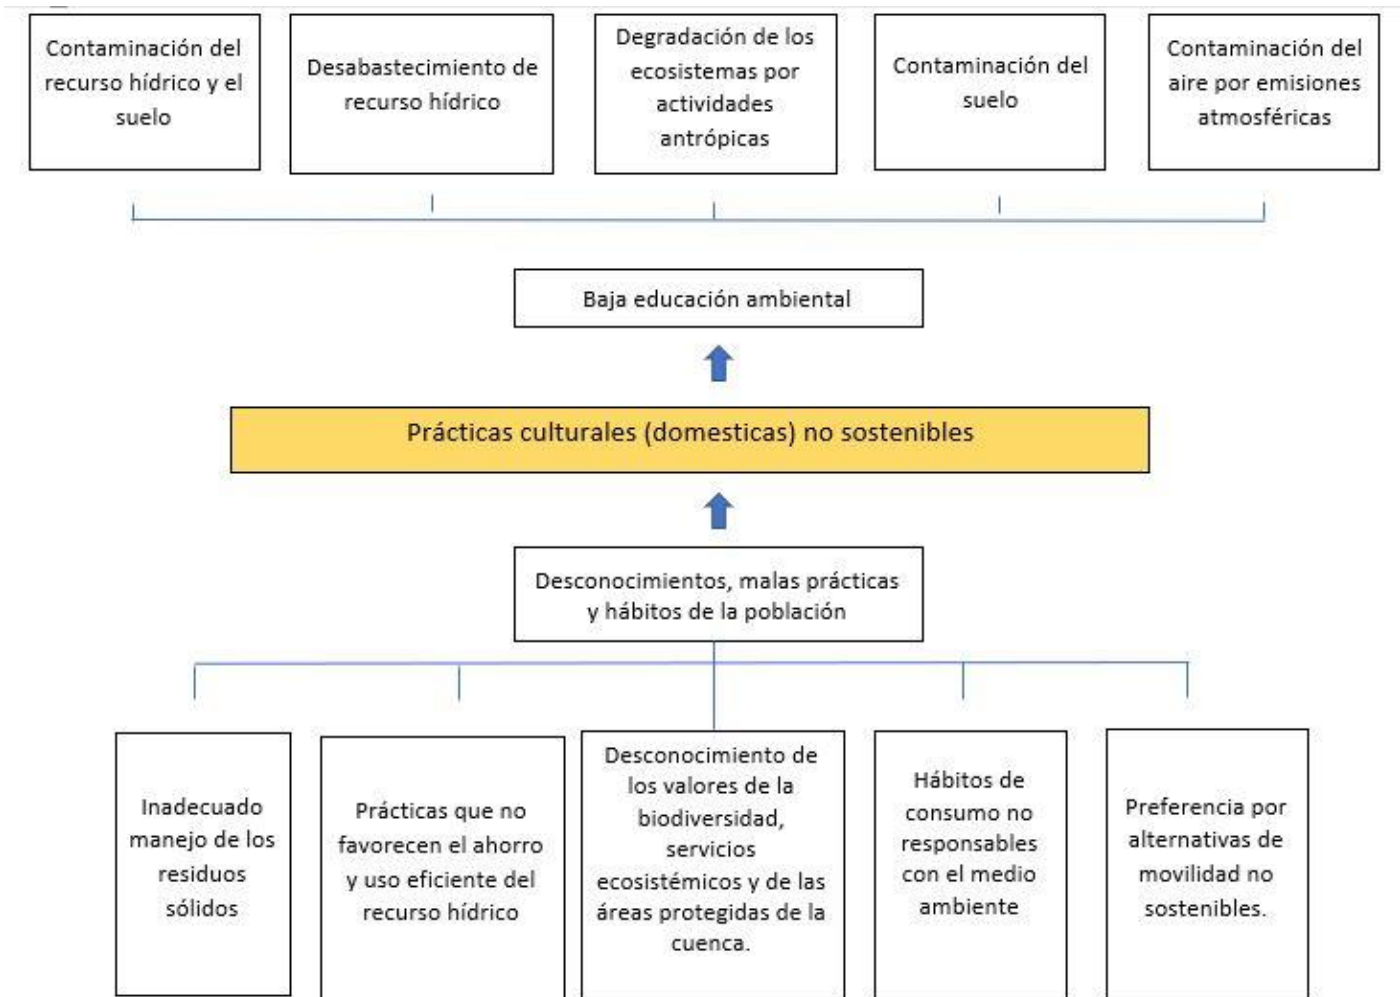 Contaminación del
recurso hídrico y el
suelo
Desabastecimiento de
recurso hídrico
Degradación de los
ecosistemas por
actividades
antrópicas
Contaminación del
suelo
Contaminación del
aire por emisiones
atmosféricas
Baja educación ambiental
Prácticas culturales (domesticas) no sostenibles
Desconocimientos, malas prácticas
y hábitos de la población
Inadecuado
manejo de los
residuos
sólidos
Prácticas que no
favorecen el ahorro
y uso eficiente del
recurso hídrico
Desconocimiento de
los valores de la
biodiversidad,
servicios
ecosistémicos y de las
áreas protegidas de la
cuenca.
Hábitos de
consumo no
responsables
con el medio
ambiente
Preferencia por
alternativas de
movilidad no
sostenibles.